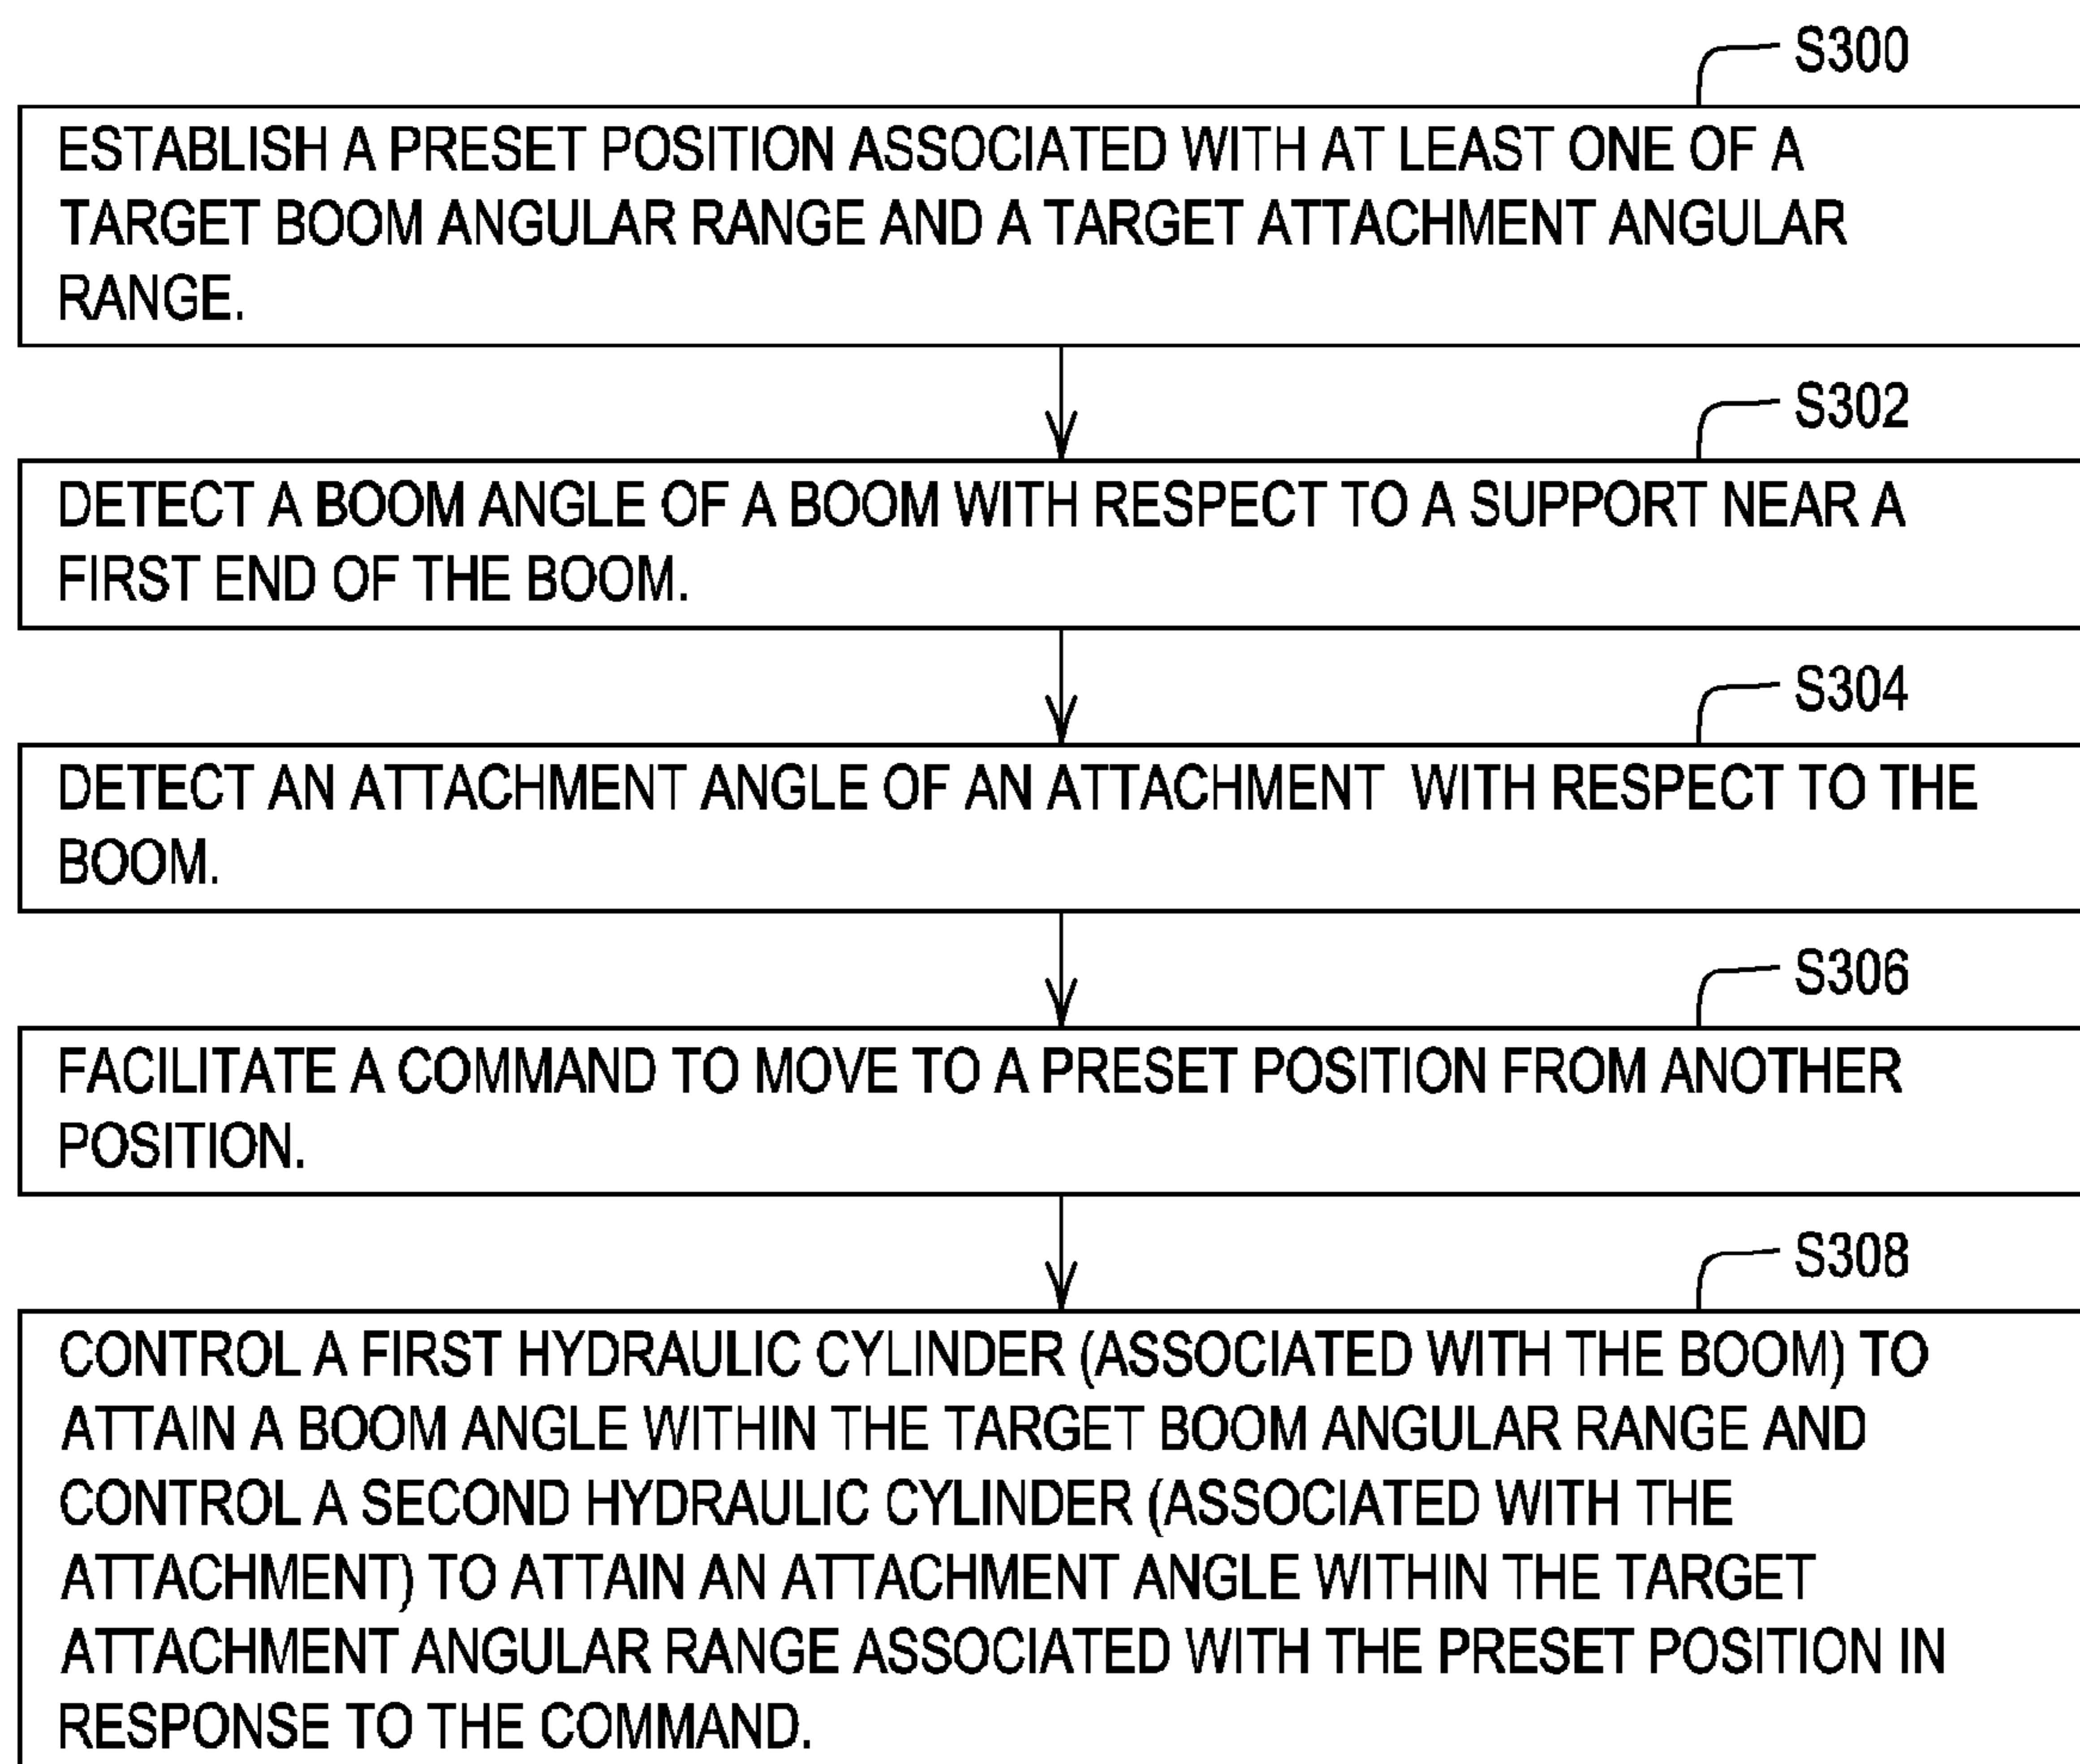 S300
ESTABLISH A PRESET POSITION ASSOCIATED WITH AT LEAST ONE OF A
TARGET BOOM ANGULAR RANGE AND A TARGET ATTACHMENT ANGULAR
RANGE.
S302
DETECT A BOOM ANGLE OF A BOOM WITH RESPECT TO A SUPPORT NEAR A
FIRST END OF THE BOOM.
S304
DETECT AN ATTACHMENT ANGLE OF AN ATTACHMENT WITH RESPECT TO THE
BOOM.
S306
FACILITATE A COMMAND TO MOVE TO A PRESET POSITION FROM ANOTHER
POSITION.
S308
CONTROL A FIRST HYDRAULIC CYLINDER (ASSOCIATED WITH THE BOOM) TO
ATTAIN A BOOM ANGLE WITHIN THE TARGET BOOM ANGULAR RANGE AND
CONTROL A SECOND HYDRAULIC CYLINDER (ASSOCIATED WITH THE
ATTACHMENT) TO ATTAIN AN ATTACHMENT ANGLE WITHIN THE TARGET
ATTACHMENT ANGULAR RANGE ASSOCIATED WITH THE PRESET POSITION IN
RESPONSE TO THE COMMAND.